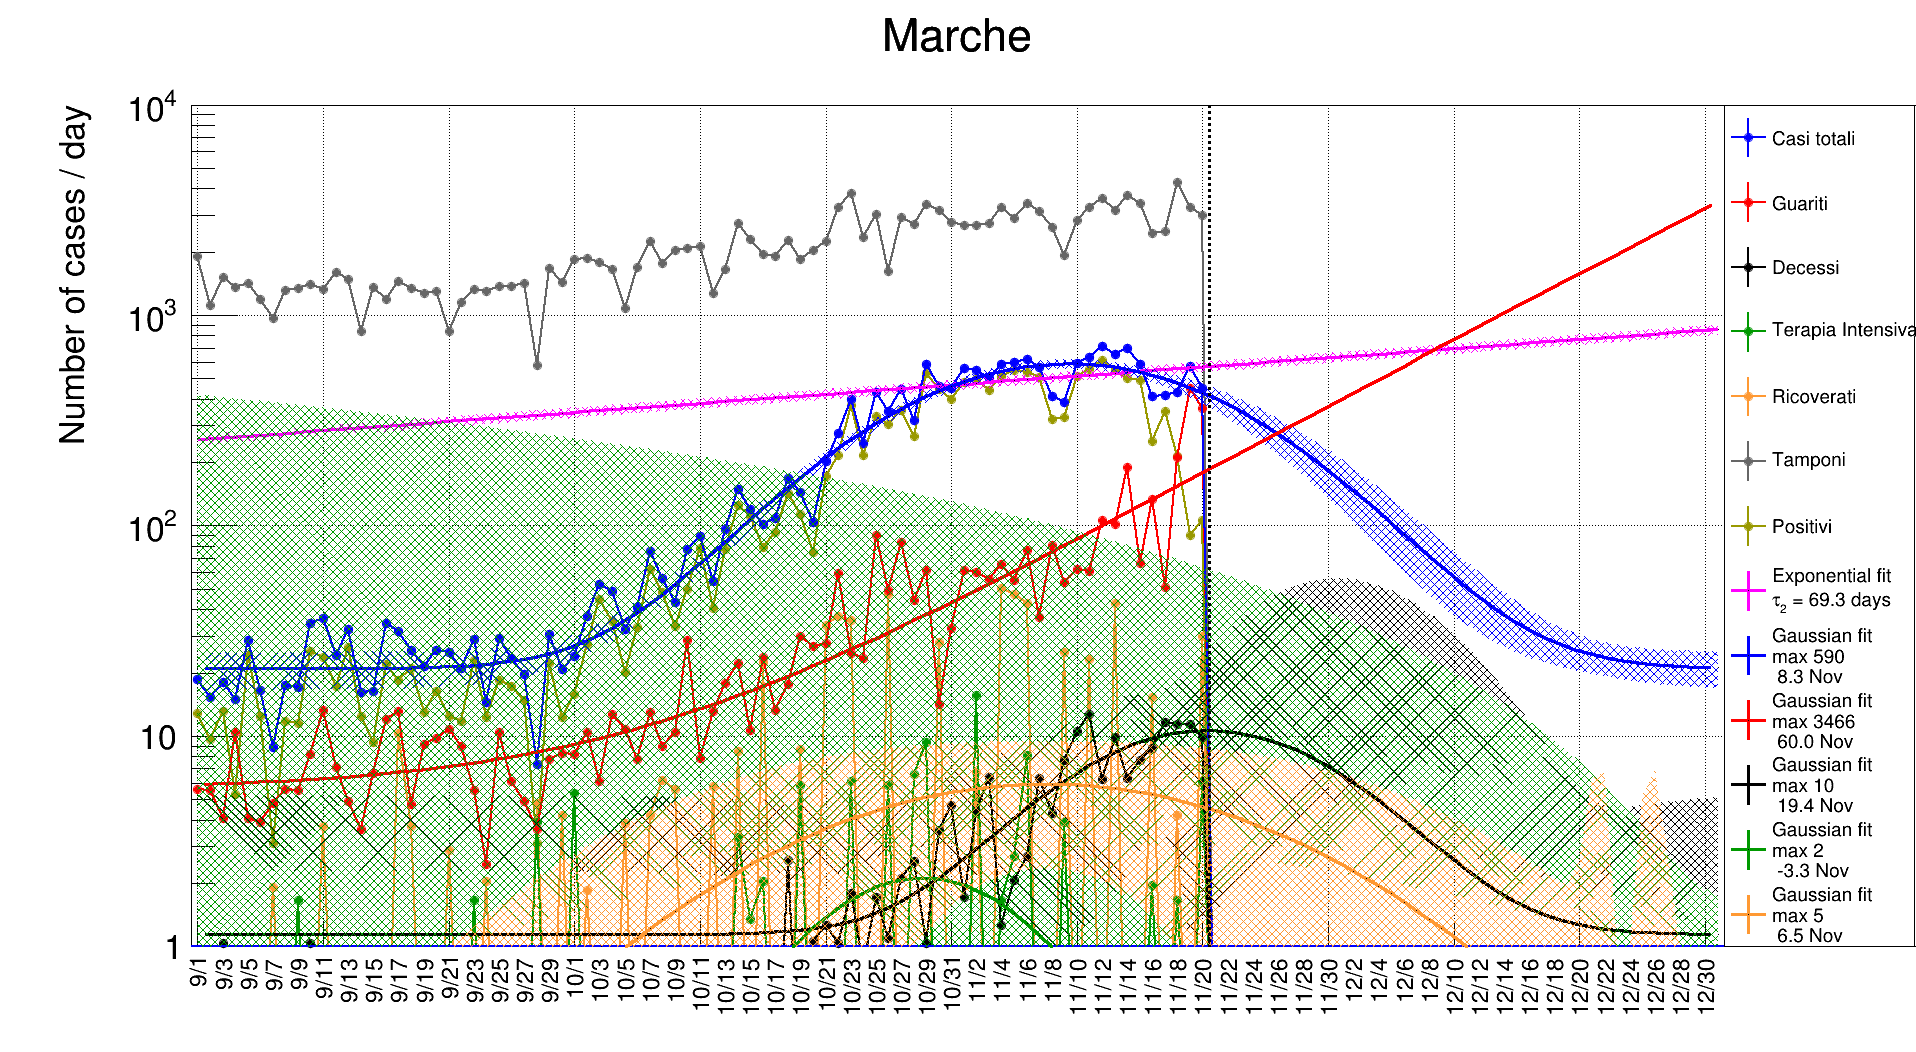 Marche
Number of cases / day
10^4
10^3
10^2
10
1
9/1
9/3
9/5
9/7
9/9
9/11
9/13
9/15
9/17
9/19
9/21
9/23
9/25
9/27
9/29
10/1
10/3
10/5
10/7
10/9
10/11
10/13
10/15
10/17
10/19
10/21
10/23
10/25
10/27
10/29
10/31
11/2
11/4
11/6
11/8
11/10
11/12
11/14
11/16
11/18
11/20
11/22
11/24
11/26
11/28
11/30
12/2
12/4
12/6
12/8
12/10
12/12
12/14
12/16
12/18
12/20
12/22
12/24
12/26
12/28
12/30
Casi totali
Guariti
Decessi
Terapia Intensiva
Ricoverati
Tamponi
Positivi
Exponential fit
τ2 = 69.3 days
Gaussian fit
max 590
8.3 Nov
Gaussian fit
max 3466
60.0 Nov
Gaussian fit
max 10
19.4 Nov
Gaussian fit
max 2
-3.3 Nov
Gaussian fit
max 5
6.5 Nov